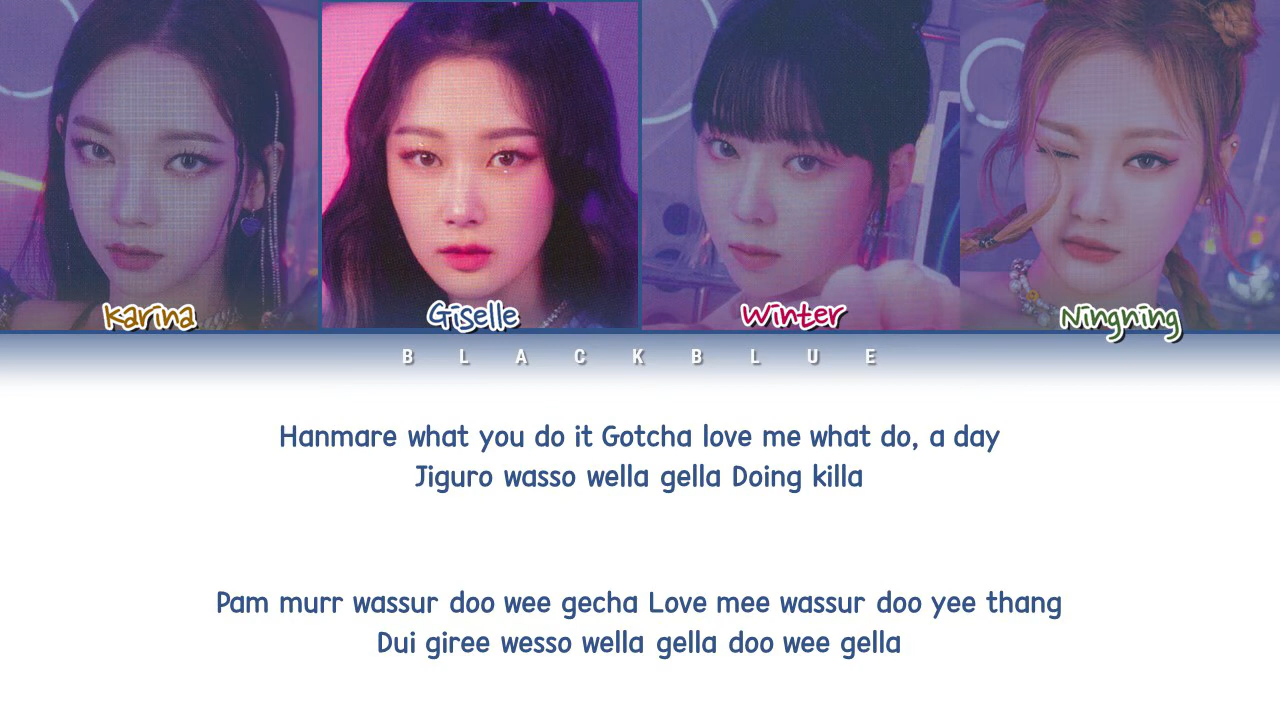 Karina
Giselle
Winter
Ningning
BLACKBLUE
Hanmare what you do it Gotcha love me what do, a day
Jiguro wasso wella gella Doing killa
Pam murr wassur doo wee gecha Love mee wassur doo yee thang
Dui giree wesso wella gella doo wee gella